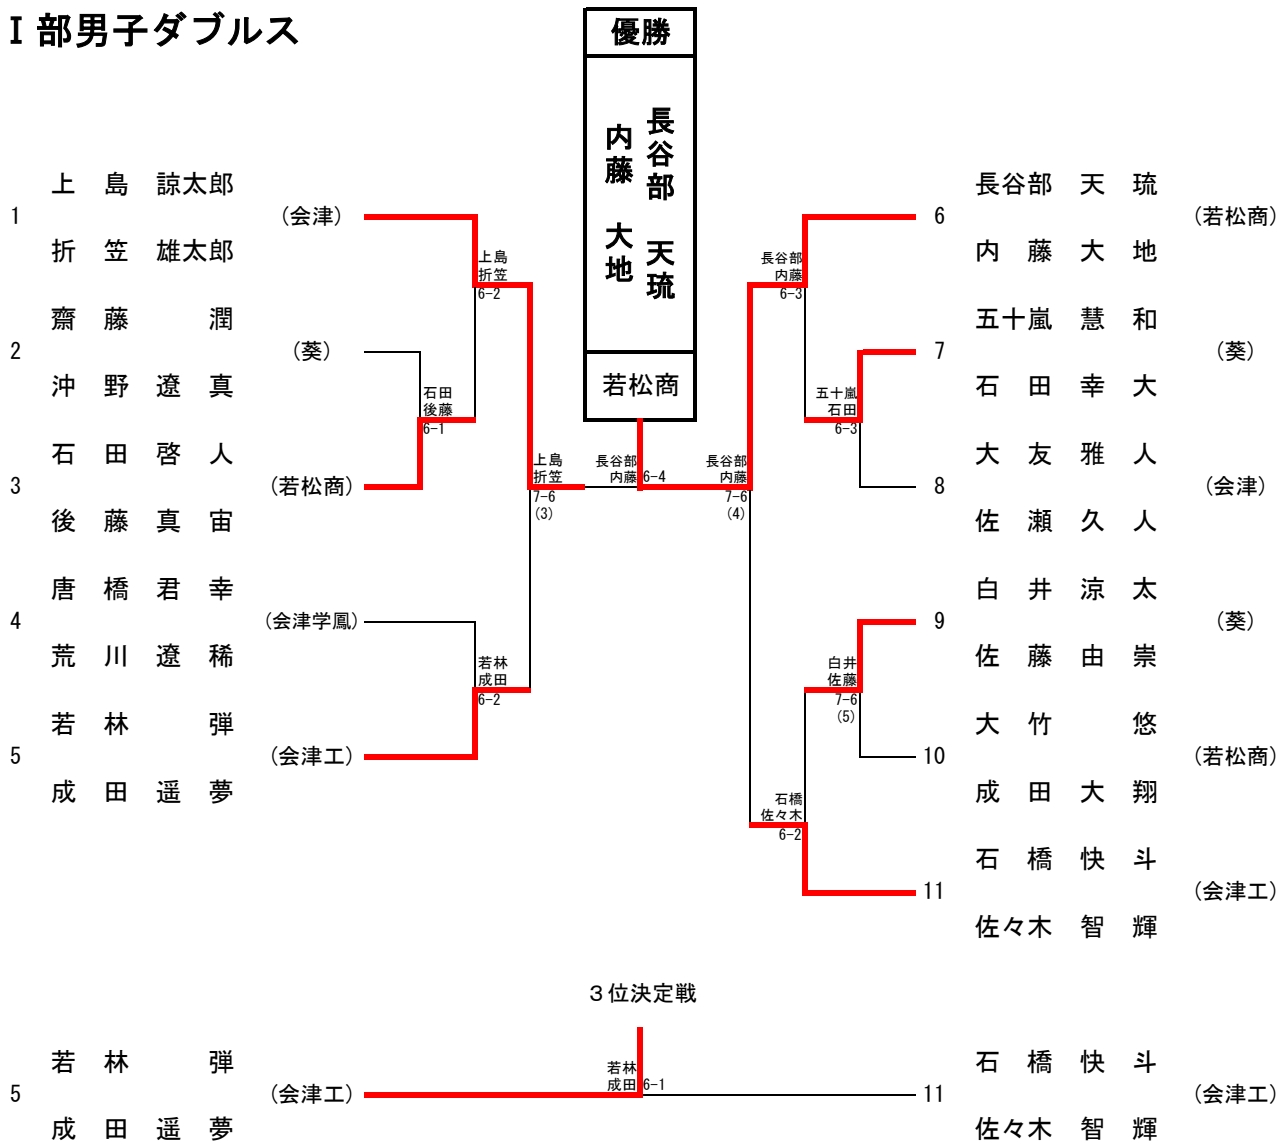 Ⅰ部男子ダブルス
優勝
長谷部 天琉
内藤 大地
若松商
1 上島 諒太郎 (会津)
折笠 雄太郎
2 齋藤 潤 (葵)
沖野遼真
3 石田啓人 (若松商)
後藤真宙
4 唐橋君幸 (会津学鳳)
荒川遼稀
5 若林 弾 (会津工)
成田遥夢
上島
折笠
6-2
石田
後藤
6-1
上島
折笠
7-6
(3)
若林
成田
6-2
長谷部
内藤
6-4
長谷部
内藤
7-6
(4)
長谷部
内藤
6-3
五十嵐
石田
6-3
白井
佐藤
7-6
(5)
石橋
佐々木
6-2
6 長谷部 天琉 (若松商)
内藤大地
7 五十嵐 慧和 (葵)
石田幸大
8 大友雅人 (会津)
佐瀬久人
9 白井涼太 (葵)
佐藤由崇
10 大竹 悠 (若松商)
成田大翔
11 石橋快斗 (会津工)
佐々木 智輝
３位決定戦
5 若林 弾 (会津工)
成田遥夢
若林
成田
6-1
11 石橋快斗 (会津工)
佐々木 智輝